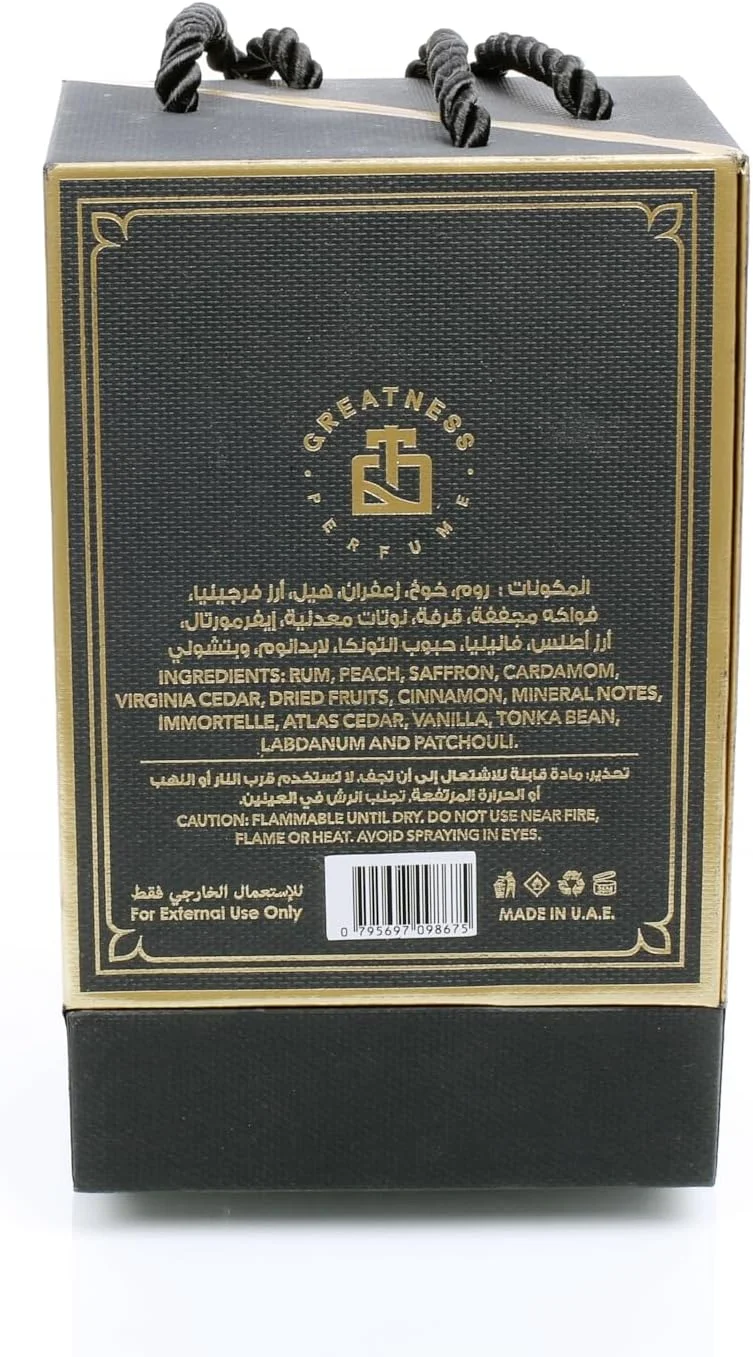 GREATNESS
PERFUME
المكونات : روم، خوخ، زعفران، هيل، أرز فرجينيا،
فواكه مجففة، قرفة، نوتات معدنية، إيفرمورتال،
أرز أطلس، فانيليا، حبوب التونكا، لابدانوم، وبتشولي
INGREDIENTS: RUM, PEACH, SAFFRON, CARDAMOM,
VIRGINIA CEDAR, DRIED FRUITS, CINNAMON, MINERAL NOTES,
IMMORTELLE, ATLAS CEDAR, VANILLA, TONKA BEAN,
LABDANUM AND PATCHOULI.
تحذير: مادة قابلة للاشتعال إلى أن تجف. لا تستخدم قرب النار أو اللهب
أو الحرارة المرتفعة. تجنب الرش في العينين.
CAUTION: FLAMMABLE UNTIL DRY. DO NOT USE NEAR FIRE,
FLAME OR HEAT. AVOID SPRAYING IN EYES.
للإستعمال الخارجي فقط
For External Use Only
0 795697 098675
MADE IN U.A.E.